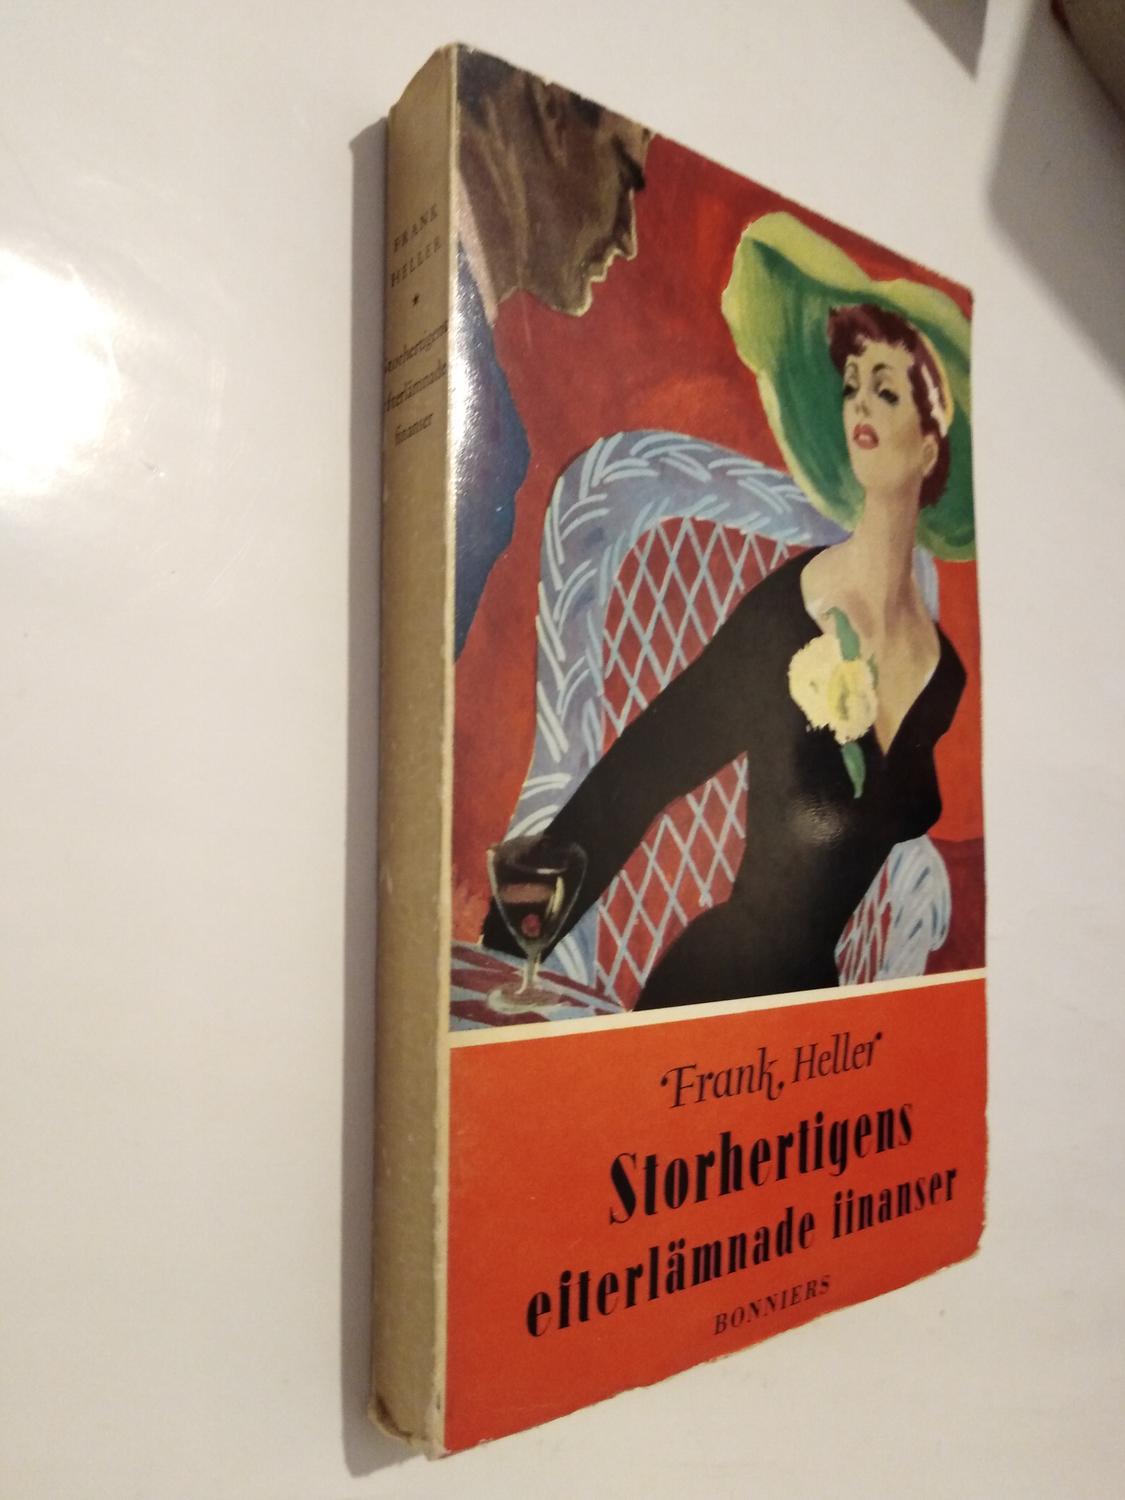 FRANK
HELLER
Storhertigens
efterlämnade
finanser
Frank Heller
Storhertigens
efterlämnade finanser
BONNIERS